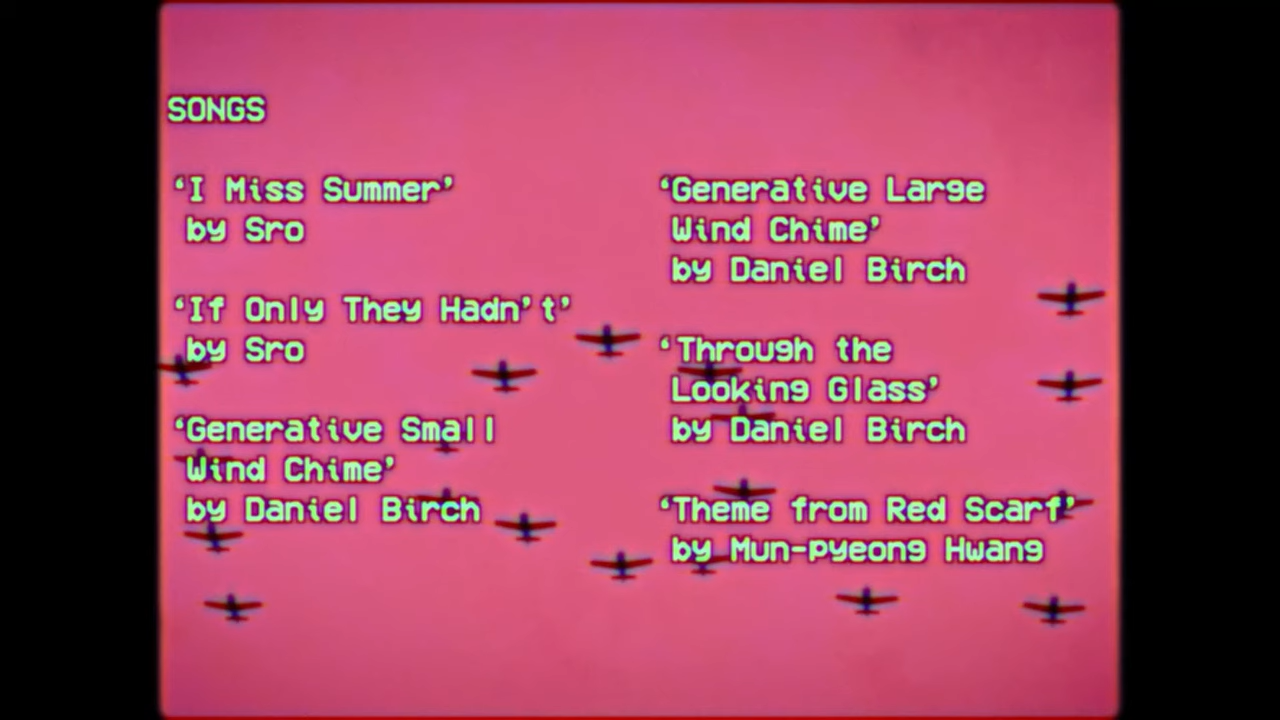 SONGS
‘I Miss Summer’
by Sro
‘If Only They Hadn’t’
by Sro
‘Generative Small
Wind Chime’
by Daniel Birch
‘Generative Large
Wind Chime’
by Daniel Birch
‘Through the
Looking Glass’
by Daniel Birch
‘Theme from Red Scarf’
by Mun-pyeong Hwang